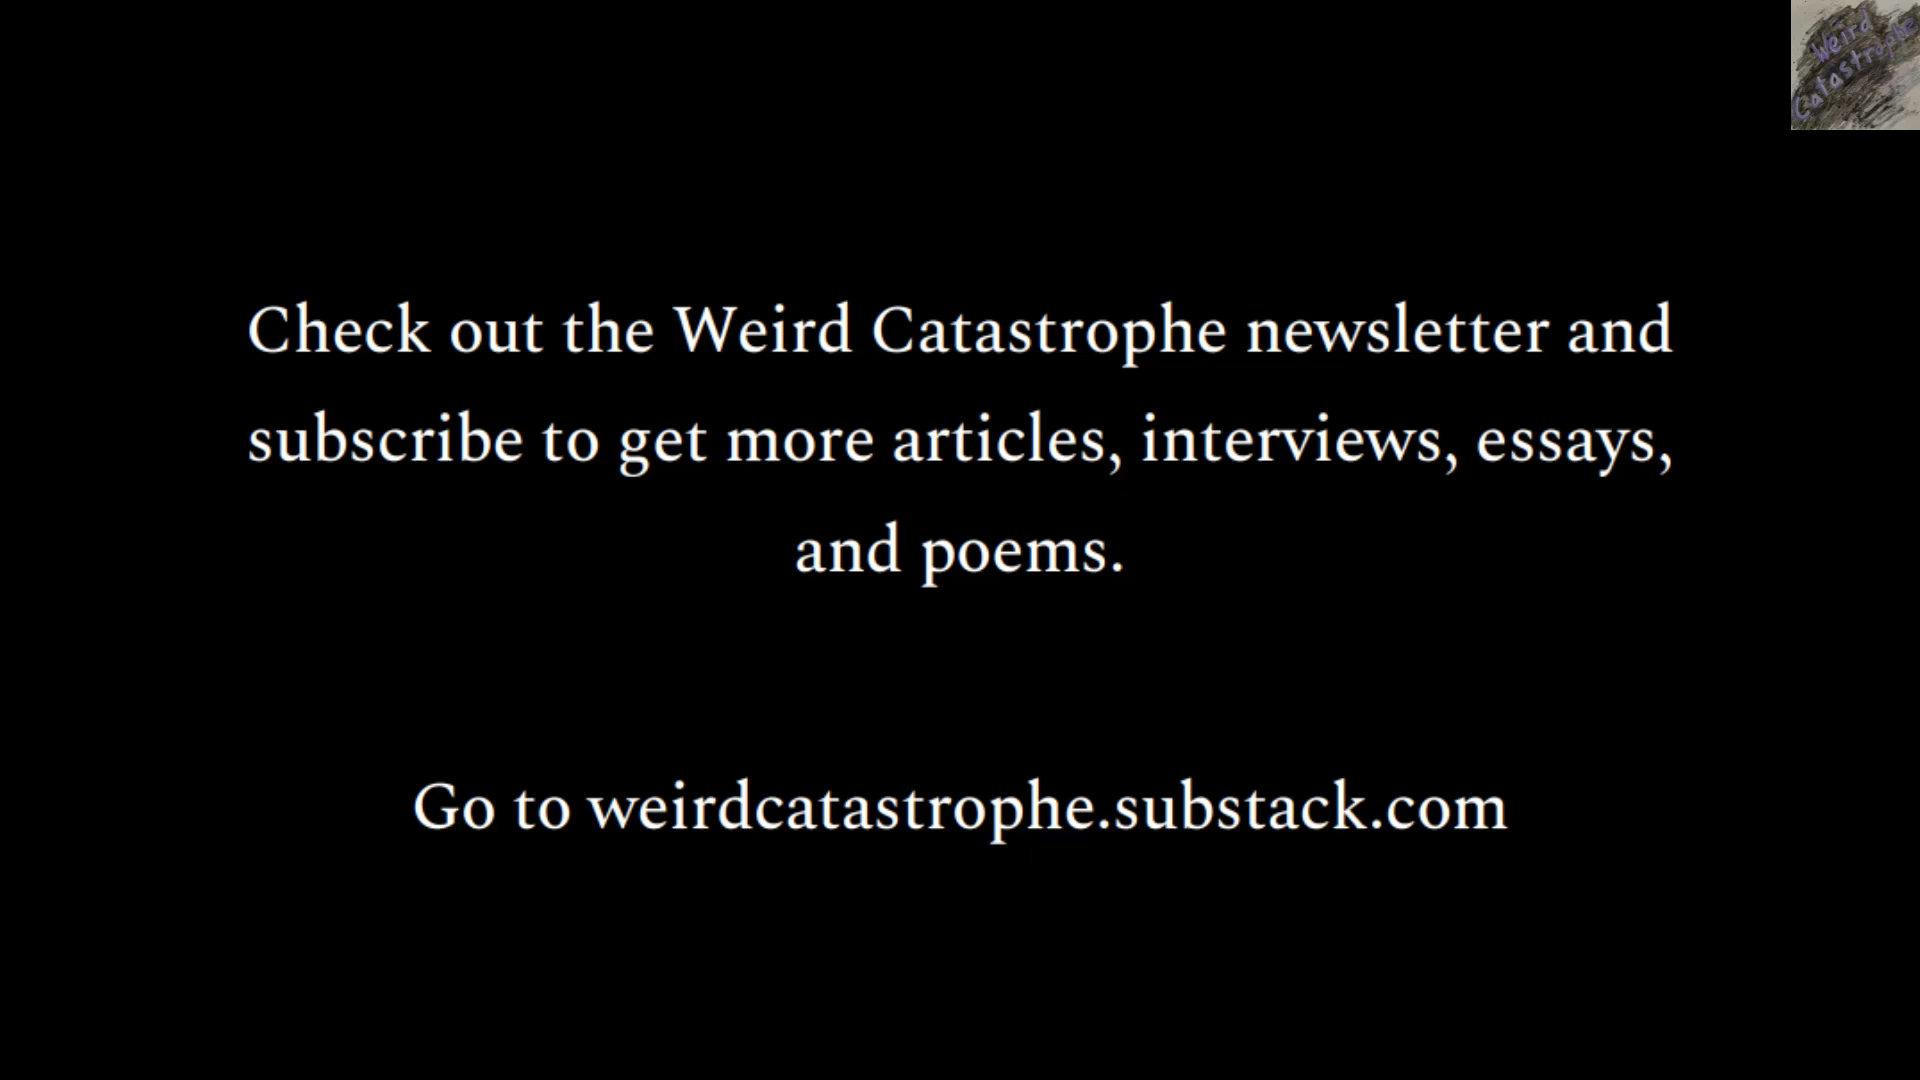 Weird
Catastrophe
Check out the Weird Catastrophe newsletter and
subscribe to get more articles, interviews, essays,
and poems.
Go to weirdcatastrophe.substack.com